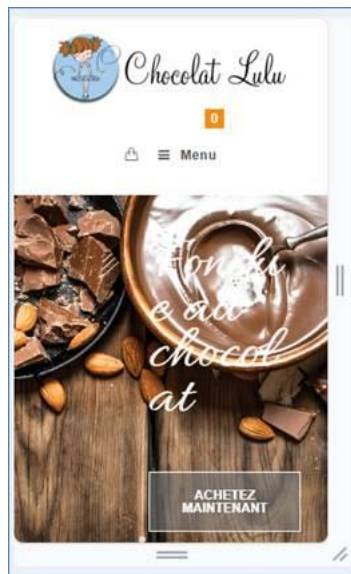 Chocolat Lulu
0
Menu
Fondu
e au
chocol
at
ACHETEZ
MAINTENANT